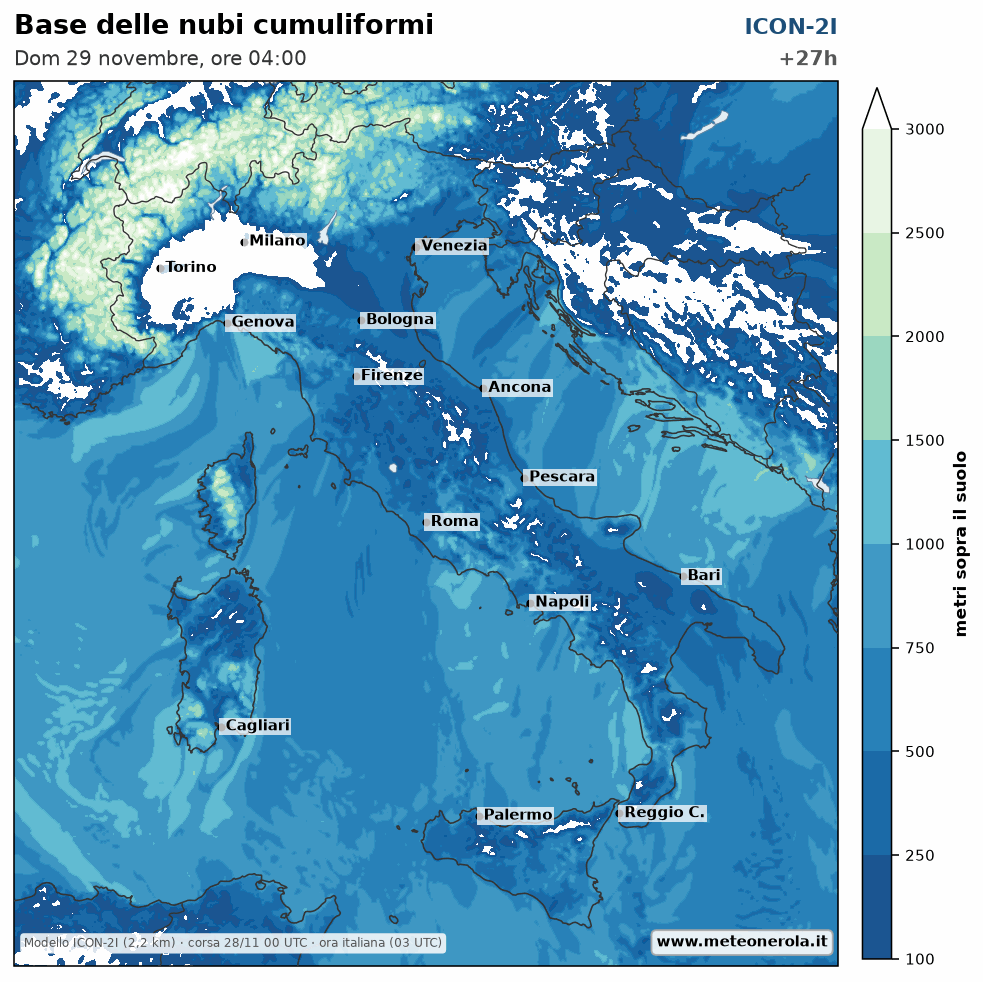 Base delle nubi cumuliformi
ICON-2I
Dom 29 novembre, ore 04:00
+27h
Milano
Venezia
Torino
Genova
Bologna
Firenze
Ancona
Pescara
Roma
Bari
Napoli
Cagliari
Palermo
Reggio C.
3000
2500
2000
1500
1000
750
500
250
100
metri sopra il suolo
Modello ICON-2I (2,2 km) · corsa 28/11 00 UTC · ora italiana (03 UTC)
www.meteonerola.it